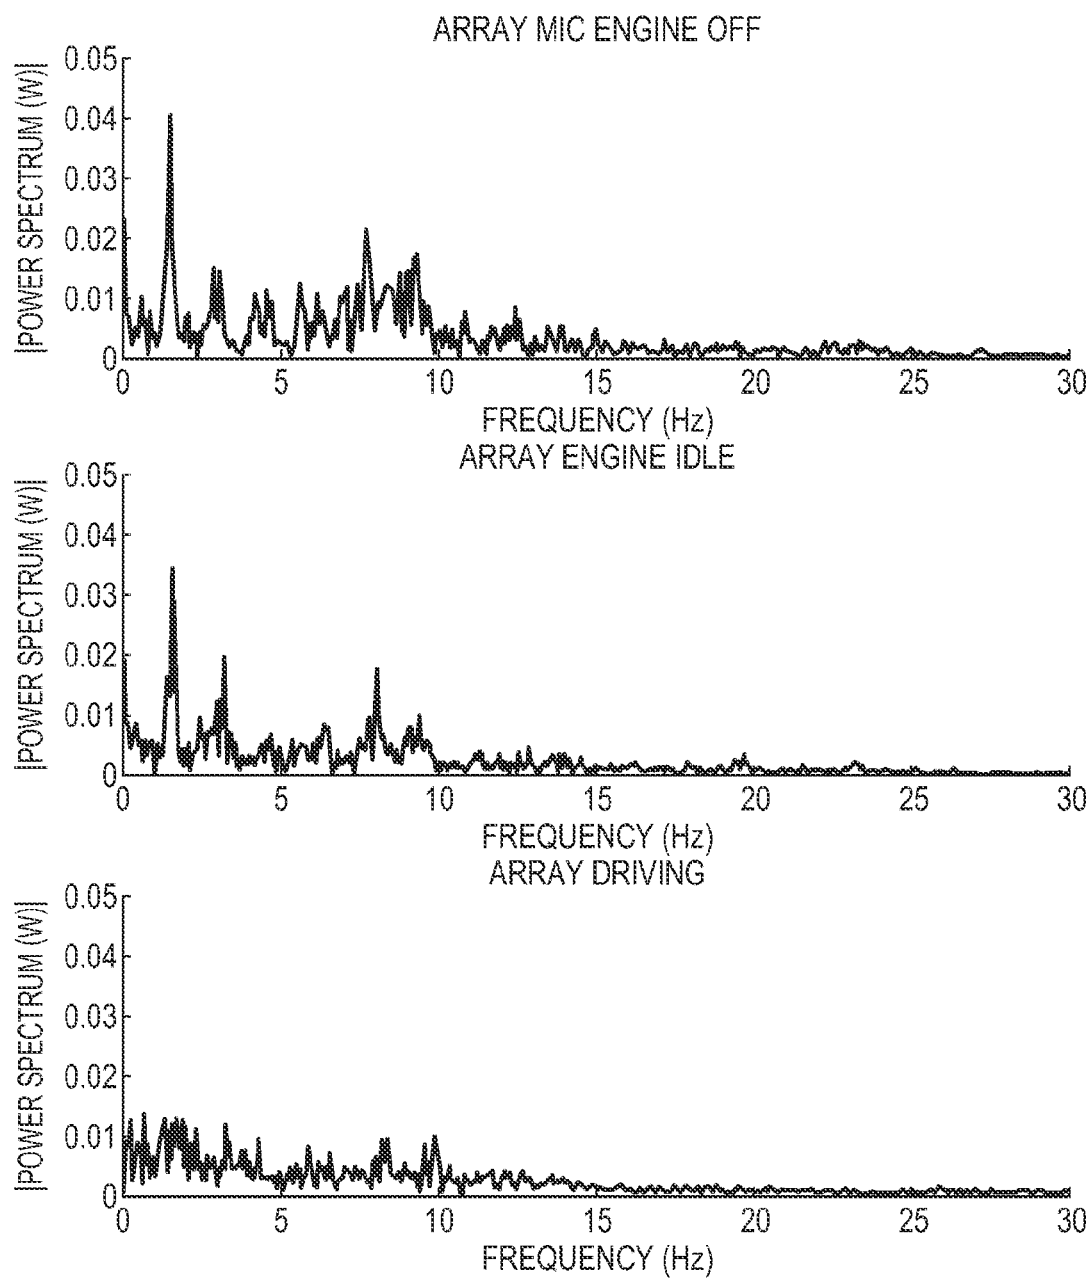 ARRAY MIC ENGINE OFF
|POWER SPECTRUM (W)|
0.05
0.04
0.03
0.02
0.01
0
0 5 10 15 20 25 30
FREQUENCY (Hz)
ARRAY ENGINE IDLE
|POWER SPECTRUM (W)|
0.05
0.04
0.03
0.02
0.01
0
0 5 10 15 20 25 30
FREQUENCY (Hz)
ARRAY DRIVING
|POWER SPECTRUM (W)|
0.05
0.04
0.03
0.02
0.01
0
0 5 10 15 20 25 30
FREQUENCY (Hz)